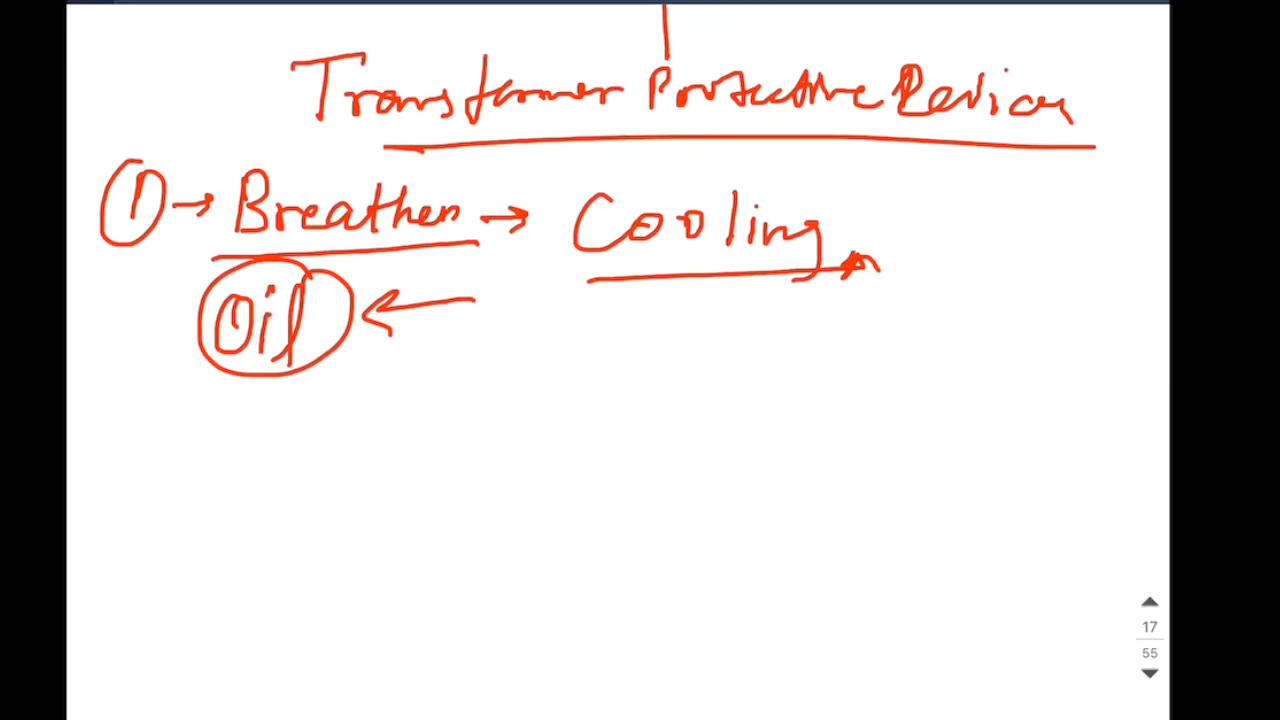 Transformer Protective Devices
① → Breather → Cooling
Oil ←
17
55